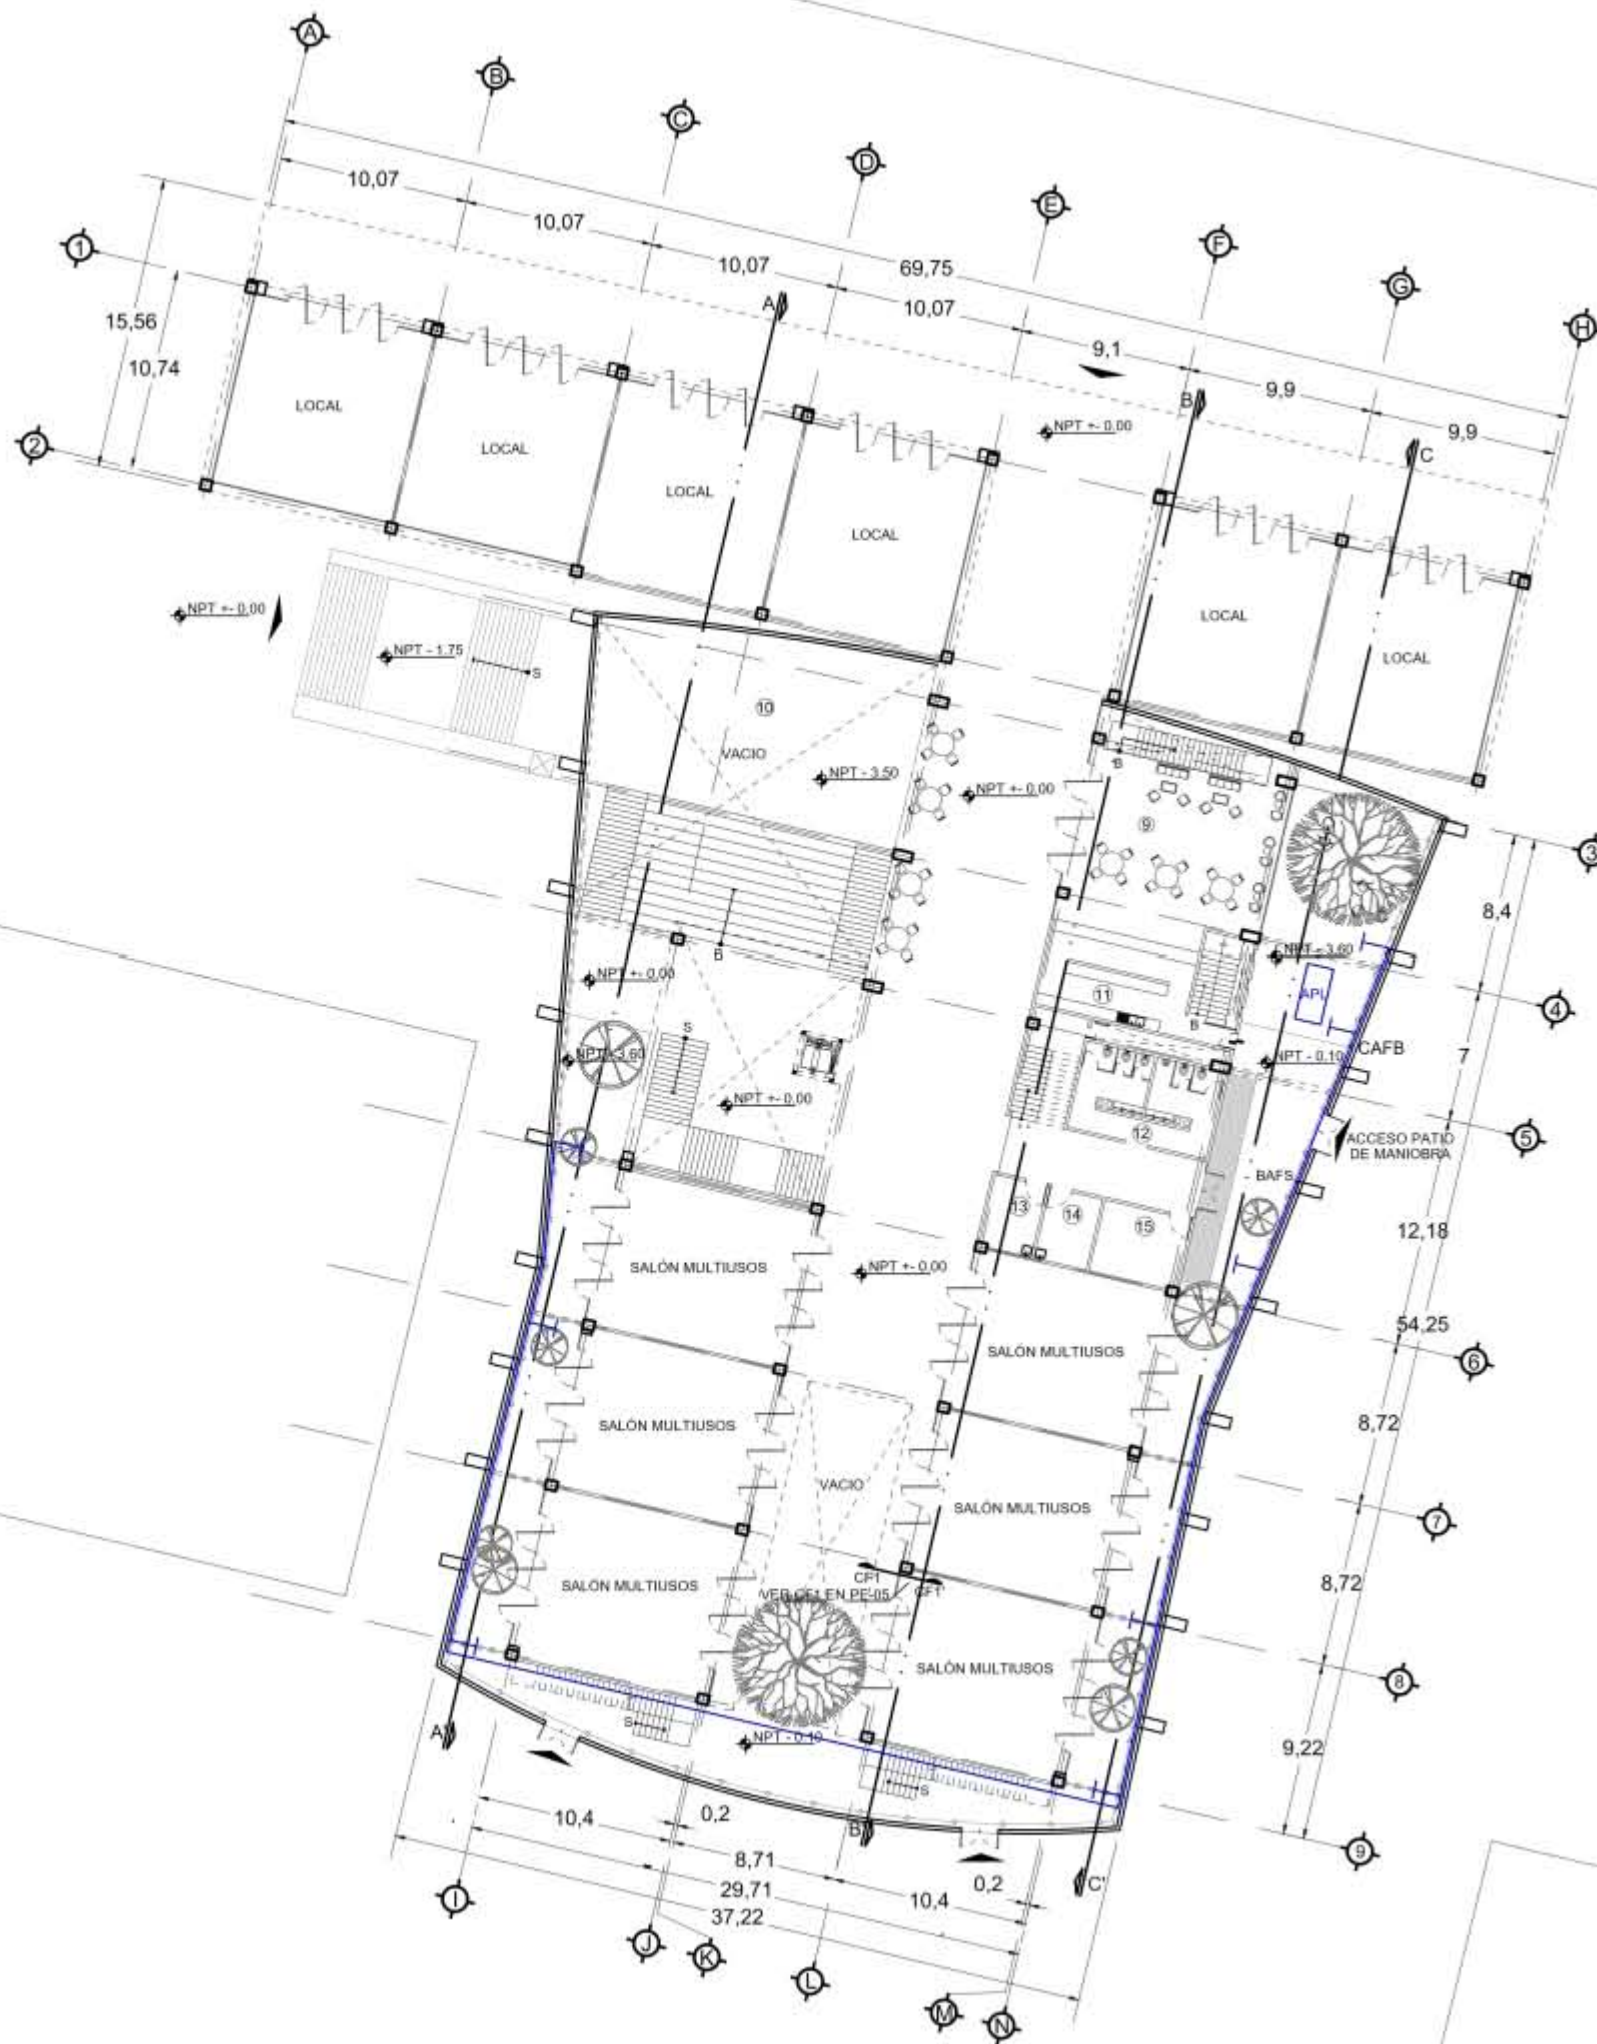 A
B
C
D
E
F
G
H
1
2
10,07
10,07
10,07
10,07
69,75
9,1
9,9
9,9
15,56
10,74
A
B
C
NPT +- 0,00
LOCAL
LOCAL
LOCAL
LOCAL
LOCAL
LOCAL
NPT +- 0,00
NPT - 1.75
S
10
VACIO
NPT - 3.50
NPT +- 0,00
B
9
3
8,4
B
NPT +- 0,00
NPT - 3.60
API
11
B
4
7
CAFB
NPT - 0.10
S
NPT - 3.60
NPT +- 0,00
12
5
ACCESO PATIO
DE MANIOBRA
BAFS
13
14
15
12,18
NPT +- 0,00
SALÓN MULTIUSOS
SALÓN MULTIUSOS
54,25
6
SALÓN MULTIUSOS
8,72
VACIO
SALÓN MULTIUSOS
7
CF1
CF1
VER CF1 EN PE-05
SALÓN MULTIUSOS
8,72
SALÓN MULTIUSOS
8
S
NPT - 0.10
A'
9,22
S
B'
9
10,4
0,2
8,71
29,71
37,22
10,4
0,2
C'
I
J
K
L
M
N